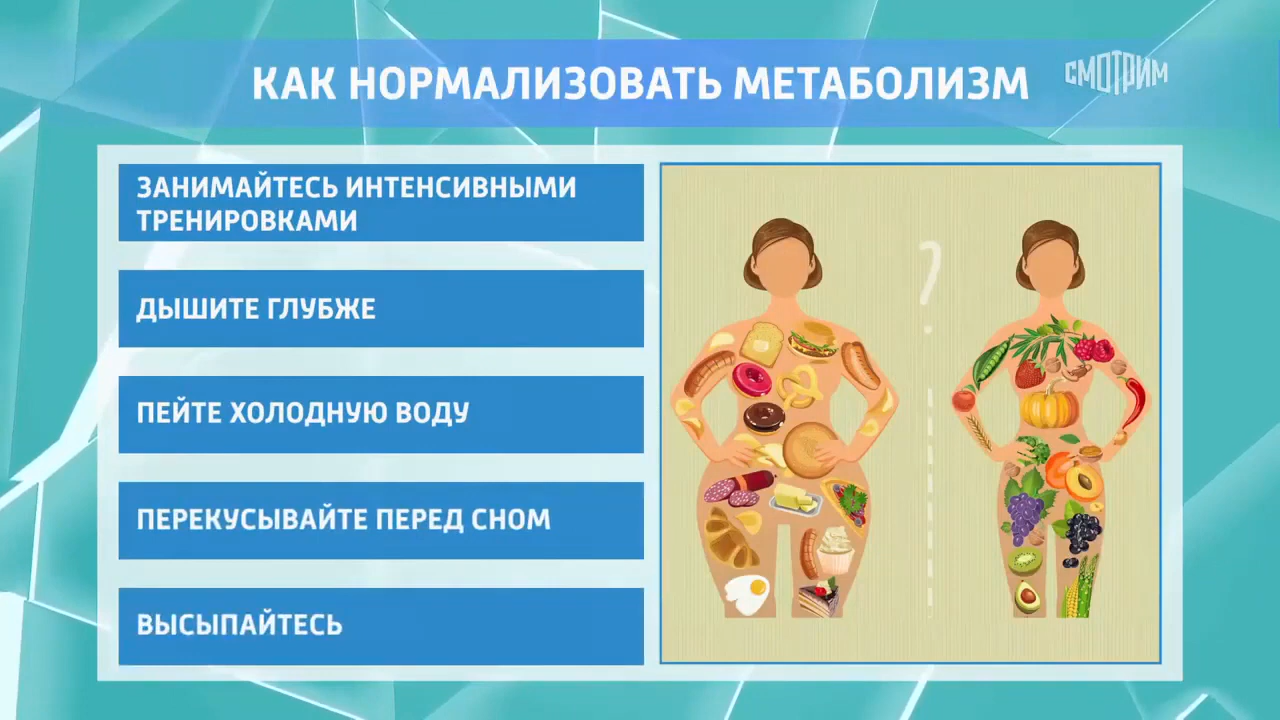 КАК НОРМАЛИЗОВАТЬ МЕТАБОЛИЗМ
СМОТРИМ
ЗАНИМАЙТЕСЬ ИНТЕНСИВНЫМИ
ТРЕНИРОВКАМИ
ДЫШИТЕ ГЛУБЖЕ
ПЕЙТЕ ХОЛОДНУЮ ВОДУ
ПЕРЕКУСЫВАЙТЕ ПЕРЕД СНОМ
ВЫСЫПАЙТЕСЬ
?